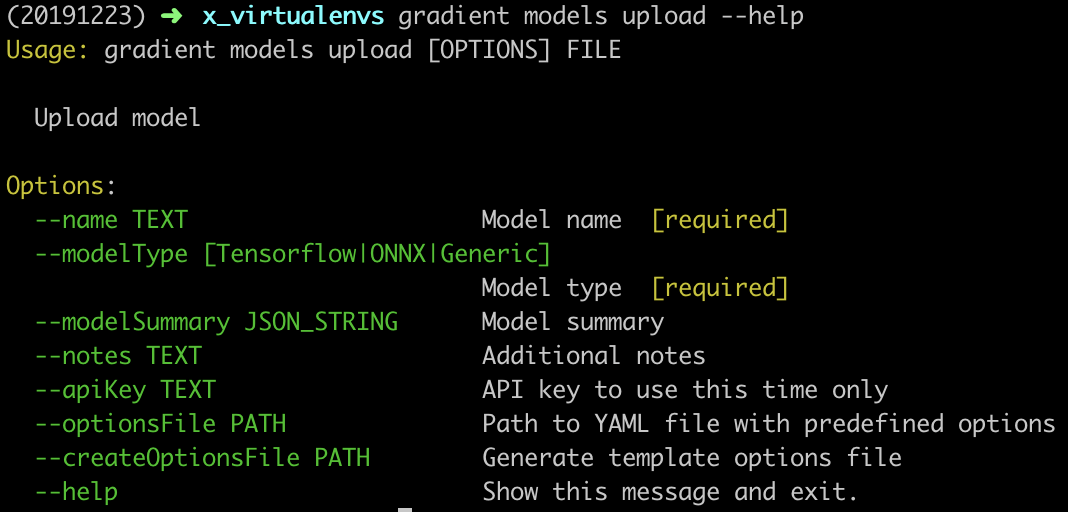 (20191223) ➜ x_virtualenvs gradient models upload --help
Usage: gradient models upload [OPTIONS] FILE
Upload model
Options:
--name TEXT Model name [required]
--modelType [Tensorflow|ONNX|Generic]
Model type [required]
--modelSummary JSON_STRING Model summary
--notes TEXT Additional notes
--apiKey TEXT API key to use this time only
--optionsFile PATH Path to YAML file with predefined options
--createOptionsFile PATH Generate template options file
--help Show this message and exit.